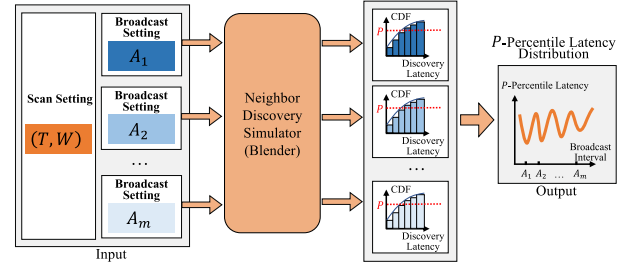 Scan Setting
(T, W)
Broadcast
Setting
A1
Broadcast
Setting
A2
...
Broadcast
Setting
Am
Input
Neighbor
Discovery
Simulator
(Blender)
CDF
P
Discovery
Latency
CDF
P
Discovery
Latency
...
CDF
P
Discovery
Latency
P-Percentile Latency
Distribution
P-Percentile Latency
Broadcast
Interval
A1 A2 ... Am
Output